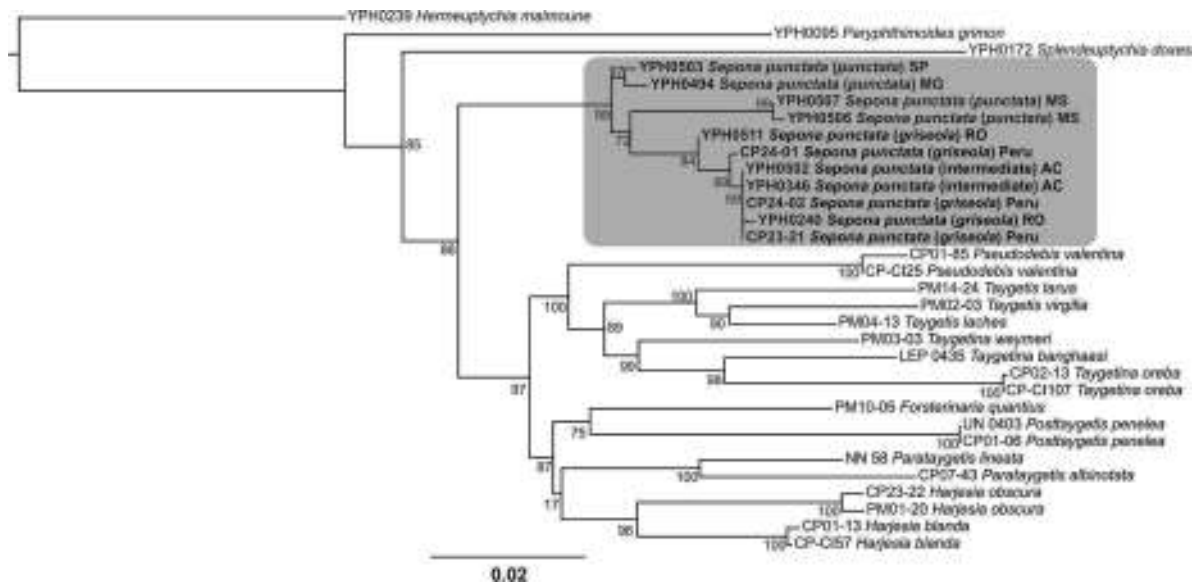 YPH0239 Hermeuptychia malmoune
YPH0095 Paryphthimoides grimon
YPH0172 Splendeuptychia doxes
YPH0503 Sepona punctata (punctata) SP
YPH0494 Sepona punctata (punctata) MG
YPH0507 Sepona punctata (punctata) MS
YPH0506 Sepona punctata (punctata) MS
YPH0511 Sepona punctata (griseola) RO
CP24-01 Sepona punctata (griseola) Peru
YPH0502 Sepona punctata (intermediate) AC
YPH0346 Sepona punctata (intermediate) AC
CP24-02 Sepona punctata (griseola) Peru
YPH0240 Sepona punctata (griseola) RO
CP23-21 Sepona punctata (griseola) Peru
CP01-85 Pseudodebis valentina
100 CP-CI25 Pseudodebis valentina
100 PM14-24 Taygetis larua
PM02-03 Taygetis virgilia
90 PM04-13 Taygetis laches
100
89
PM03-03 Taygetina weymeri
LEP 0435 Taygetina banghaasi
CP02-13 Taygetina oreba
100 CP-CI107 Taygetina oreba
97
PM10-05 Forsterinaria quantius
UN 0403 Posttaygetis penelea
75
100 CP01-06 Posttaygetis penelea
NN 58 Parataygetis lineata
100 CP07-43 Parataygetis albinotata
17
CP23-22 Harjesia obscura
100 PM01-20 Harjesia obscura
CP01-13 Harjesia blanda
100 CP-CI57 Harjesia blanda
0.02